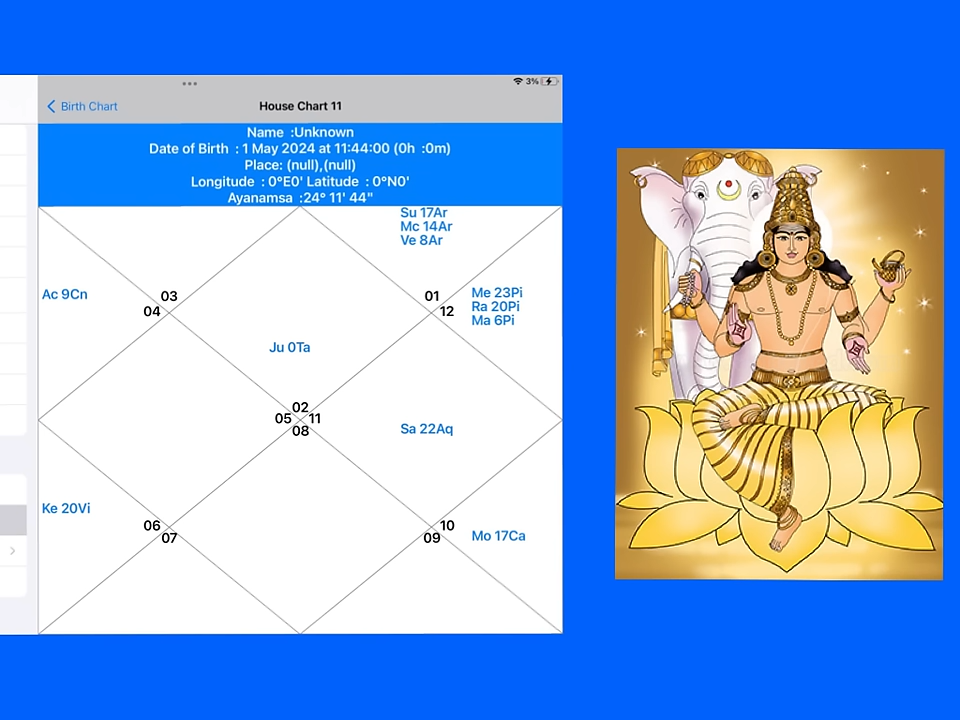 3%
Birth Chart
House Chart 11
Name :Unknown
Date of Birth : 1 May 2024 at 11:44:00 (0h :0m)
Place: (null),(null)
Longitude : 0°E0' Latitude : 0°N0'
Ayanamsa :24° 11' 44"
Su 17Ar
Mc 14Ar
Ve 8Ar
Ac 9Cn
03
04
01
12
Me 23Pi
Ra 20Pi
Ma 6Pi
Ju 0Ta
02
05
11
08
Sa 22Aq
Ke 20Vi
06
07
10
09
Mo 17Ca